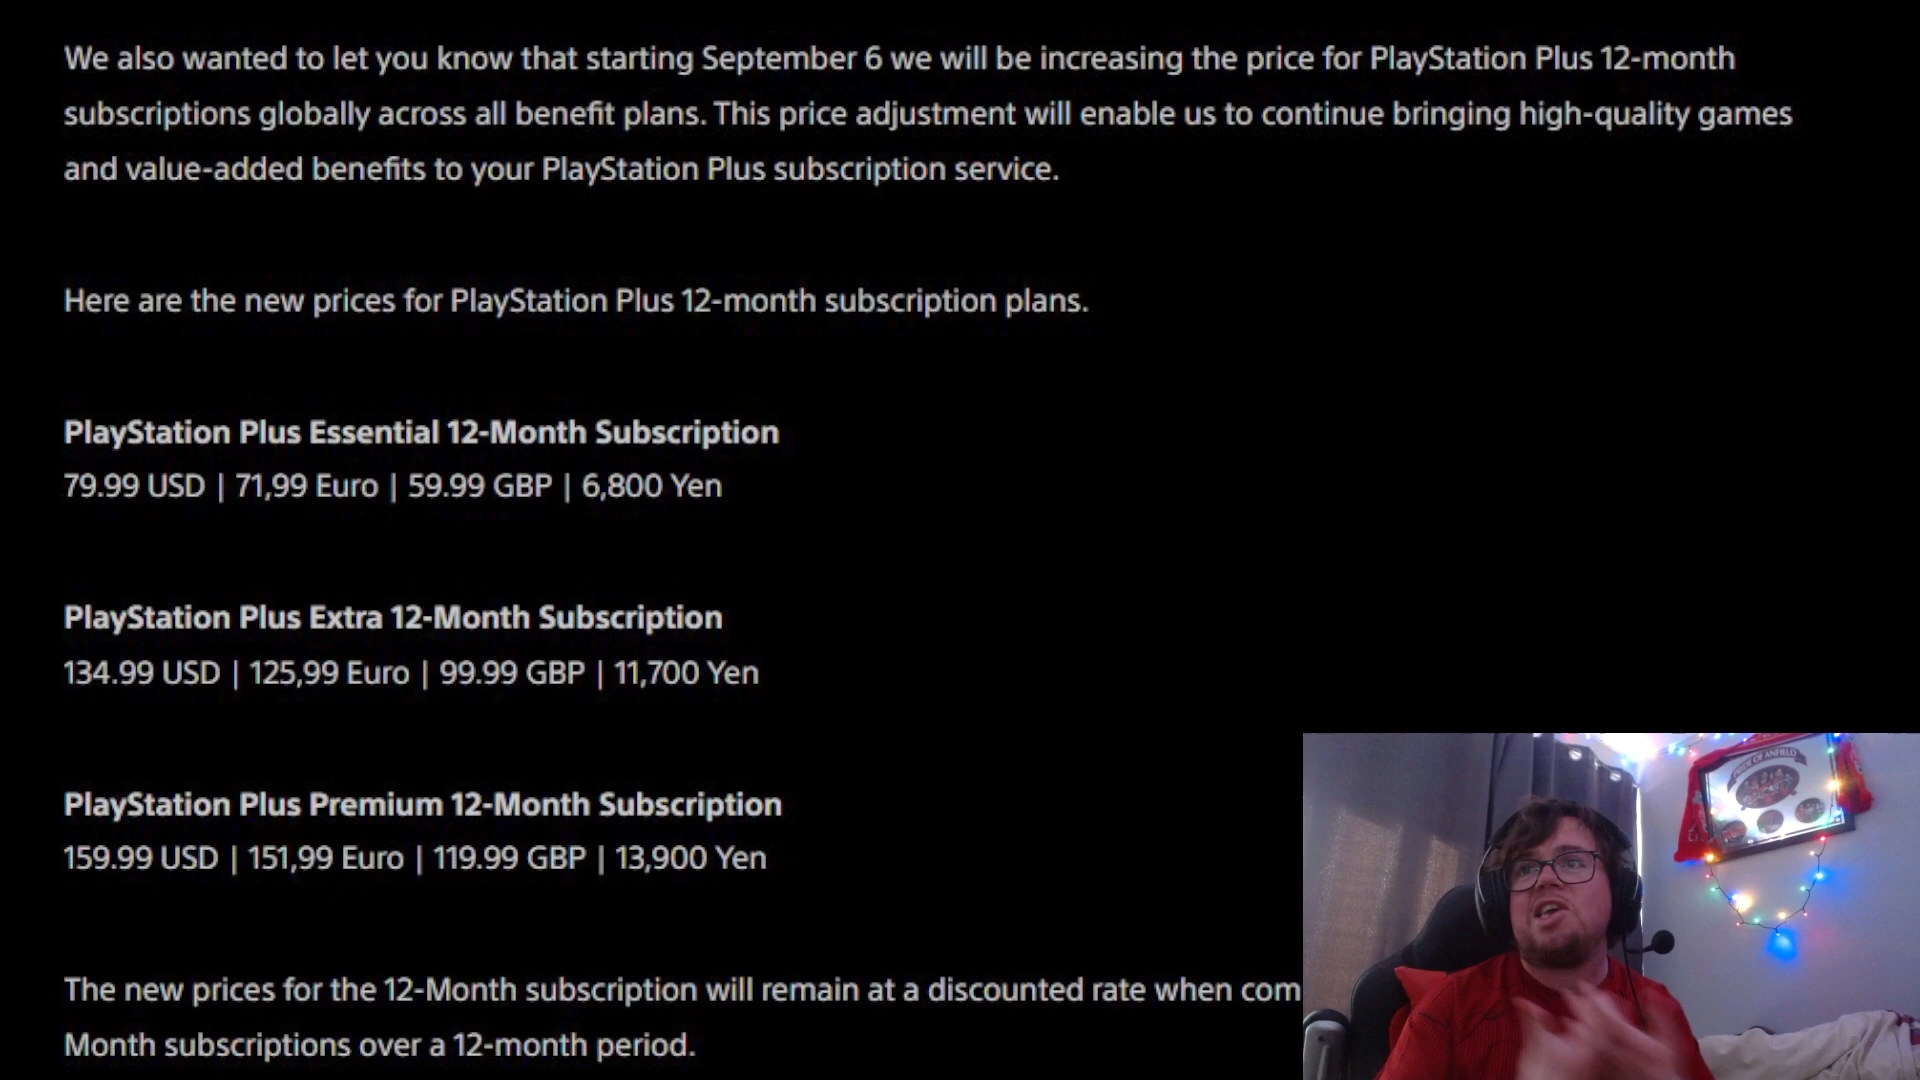 We also wanted to let you know that starting September 6 we will be increasing the price for PlayStation Plus 12-month
subscriptions globally across all benefit plans. This price adjustment will enable us to continue bringing high-quality games
and value-added benefits to your PlayStation Plus subscription service.
Here are the new prices for PlayStation Plus 12-month subscription plans.
PlayStation Plus Essential 12-Month Subscription
79.99 USD | 71,99 Euro | 59.99 GBP | 6,800 Yen
PlayStation Plus Extra 12-Month Subscription
134.99 USD | 125,99 Euro | 99.99 GBP | 11,700 Yen
PlayStation Plus Premium 12-Month Subscription
159.99 USD | 151,99 Euro | 119.99 GBP | 13,900 Yen
The new prices for the 12-Month subscription will remain at a discounted rate when com
Month subscriptions over a 12-month period.
PRIDE OF ANFIELD